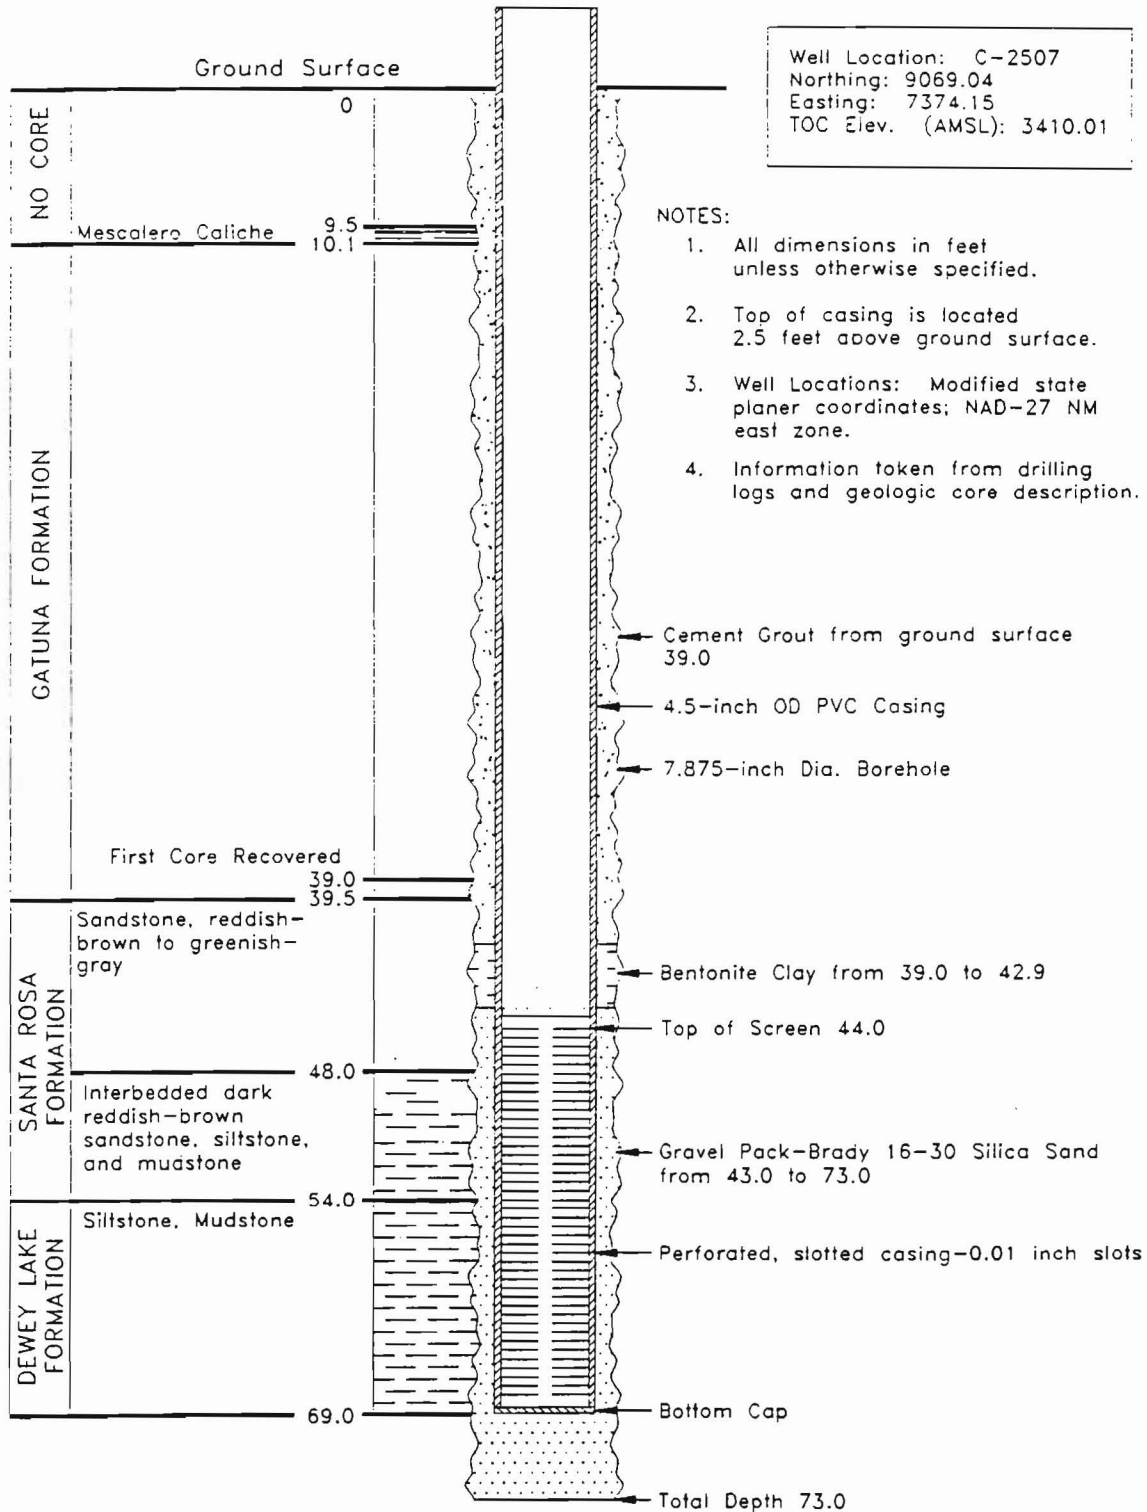 Ground Surface
0
Well Location: C-2507
Northing: 9069.04
Easting: 7374.15
TOC Elev. (AMSL): 3410.01
NO CORE
Mescalero Caliche
9.5
10.1
NOTES:
1. All dimensions in feet
unless otherwise specified.
2. Top of casing is located
2.5 feet above ground surface.
3. Well Locations: Modified state
planer coordinates; NAD-27 NM
east zone.
4. Information token from drilling
logs and geologic core description.
GATUNA FORMATION
Cement Grout from ground surface
39.0
4.5-inch OD PVC Casing
7.875-inch Dia. Borehole
First Core Recovered
39.0
39.5
Sandstone, reddish-
brown to greenish-
gray
SANTA ROSA
FORMATION
Bentonite Clay from 39.0 to 42.9
Top of Screen 44.0
48.0
Interbedded dark
reddish-brown
sandstone, siltstone,
and mudstone
Gravel Pack-Brady 16-30 Silica Sand
from 43.0 to 73.0
54.0
Siltstone, Mudstone
DEWEY LAKE
FORMATION
Perforated, slotted casing-0.01 inch slots
69.0
Bottom Cap
Total Depth 73.0